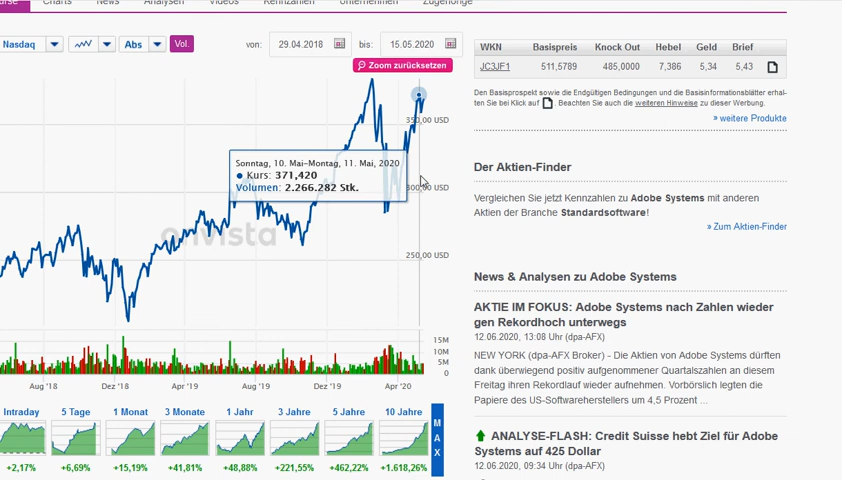 Charts
News
Analysen
Videos
Kennzahlen
Unternehmen
Zugehörige
Nasdaq
Abs
Vol.
von:
29.04.2018
bis:
15.05.2020
Zoom zurücksetzen
350,00 USD
Sonntag, 10. Mai-Montag, 11. Mai, 2020
Kurs: 371,420
Volumen: 2.266.282 Stk.
300,00 USD
onvista
250,00 USD
15M
10M
5M
0
Aug '18
Dez '18
Apr '19
Aug '19
Dez '19
Apr '20
Intraday
5 Tage
1 Monat
3 Monate
1 Jahr
3 Jahre
5 Jahre
10 Jahre
MAX
+2,17%
+6,69%
+15,19%
+41,81%
+48,88%
+221,55%
+462,22%
+1.618,26%
WKN
Basispreis
Knock Out
Hebel
Geld
Brief
JC3JF1
511,5789
485,0000
7,386
5,34
5,43
Den Basisprospekt sowie die Endgültigen Bedingungen und die Basisinformationsblätter erhal-
ten Sie bei Klick auf . Beachten Sie auch die weiteren Hinweise zu dieser Werbung.
» weitere Produkte
Der Aktien-Finder
Vergleichen Sie jetzt Kennzahlen zu Adobe Systems mit anderen
Aktien der Branche Standardsoftware!
» Zum Aktien-Finder
News & Analysen zu Adobe Systems
AKTIE IM FOKUS: Adobe Systems nach Zahlen wieder
gen Rekordhoch unterwegs
12.06.2020, 13:08 Uhr (dpa-AFX)
NEW YORK (dpa-AFX Broker) - Die Aktien von Adobe Systems dürften
dank überwiegend positiv aufgenommener Quartalszahlen an diesem
Freitag ihren Rekordlauf wieder aufnehmen. Vorbörslich legten die
Papiere des US-Softwareherstellers um 4,5 Prozent ...
ANALYSE-FLASH: Credit Suisse hebt Ziel für Adobe
Systems auf 425 Dollar
12.06.2020, 09:34 Uhr (dpa-AFX)